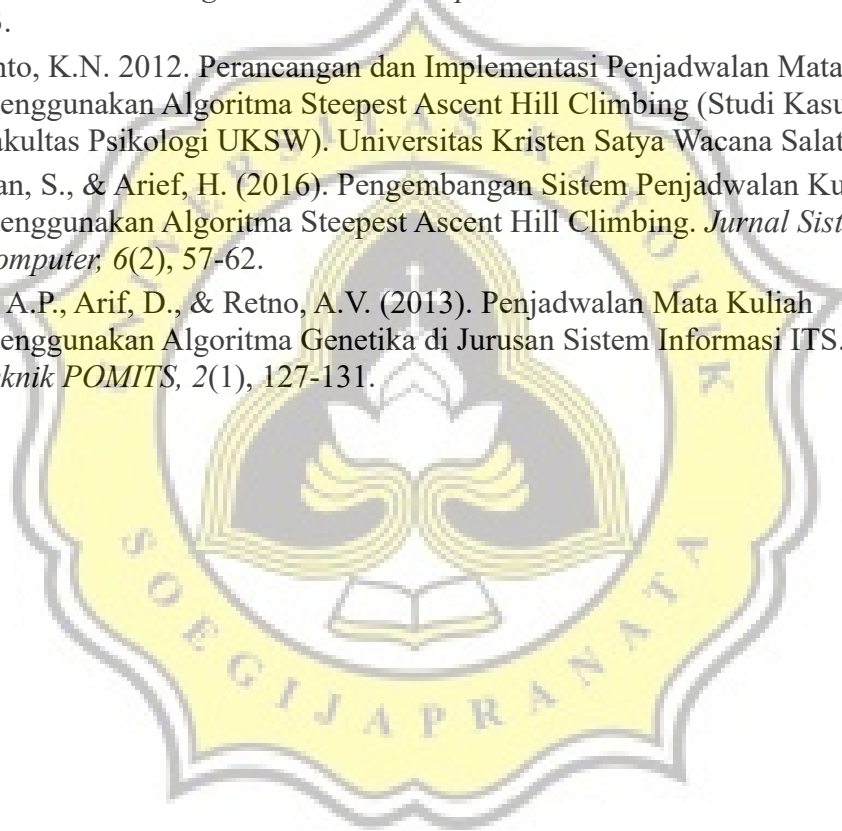 .
nto, K.N. 2012. Perancangan dan Implementasi Penjadwalan Mata
enggunakan Algoritma Steepest Ascent Hill Climbing (Studi Kasu
akultas Psikologi UKSW). Universitas Kristen Satya Wacana Salat
an, S., & Arief, H. (2016). Pengembangan Sistem Penjadwalan Ku
enggunakan Algoritma Steepest Ascent Hill Climbing. Jurnal Sist
omputer, 6(2), 57-62.
A.P., Arif, D., & Retno, A.V. (2013). Penjadwalan Mata Kuliah
enggunakan Algoritma Genetika di Jurusan Sistem Informasi ITS.
eknik POMITS, 2(1), 127-131.
UNIVERSITAS KATOLIK
SOEGIJAPRANATA